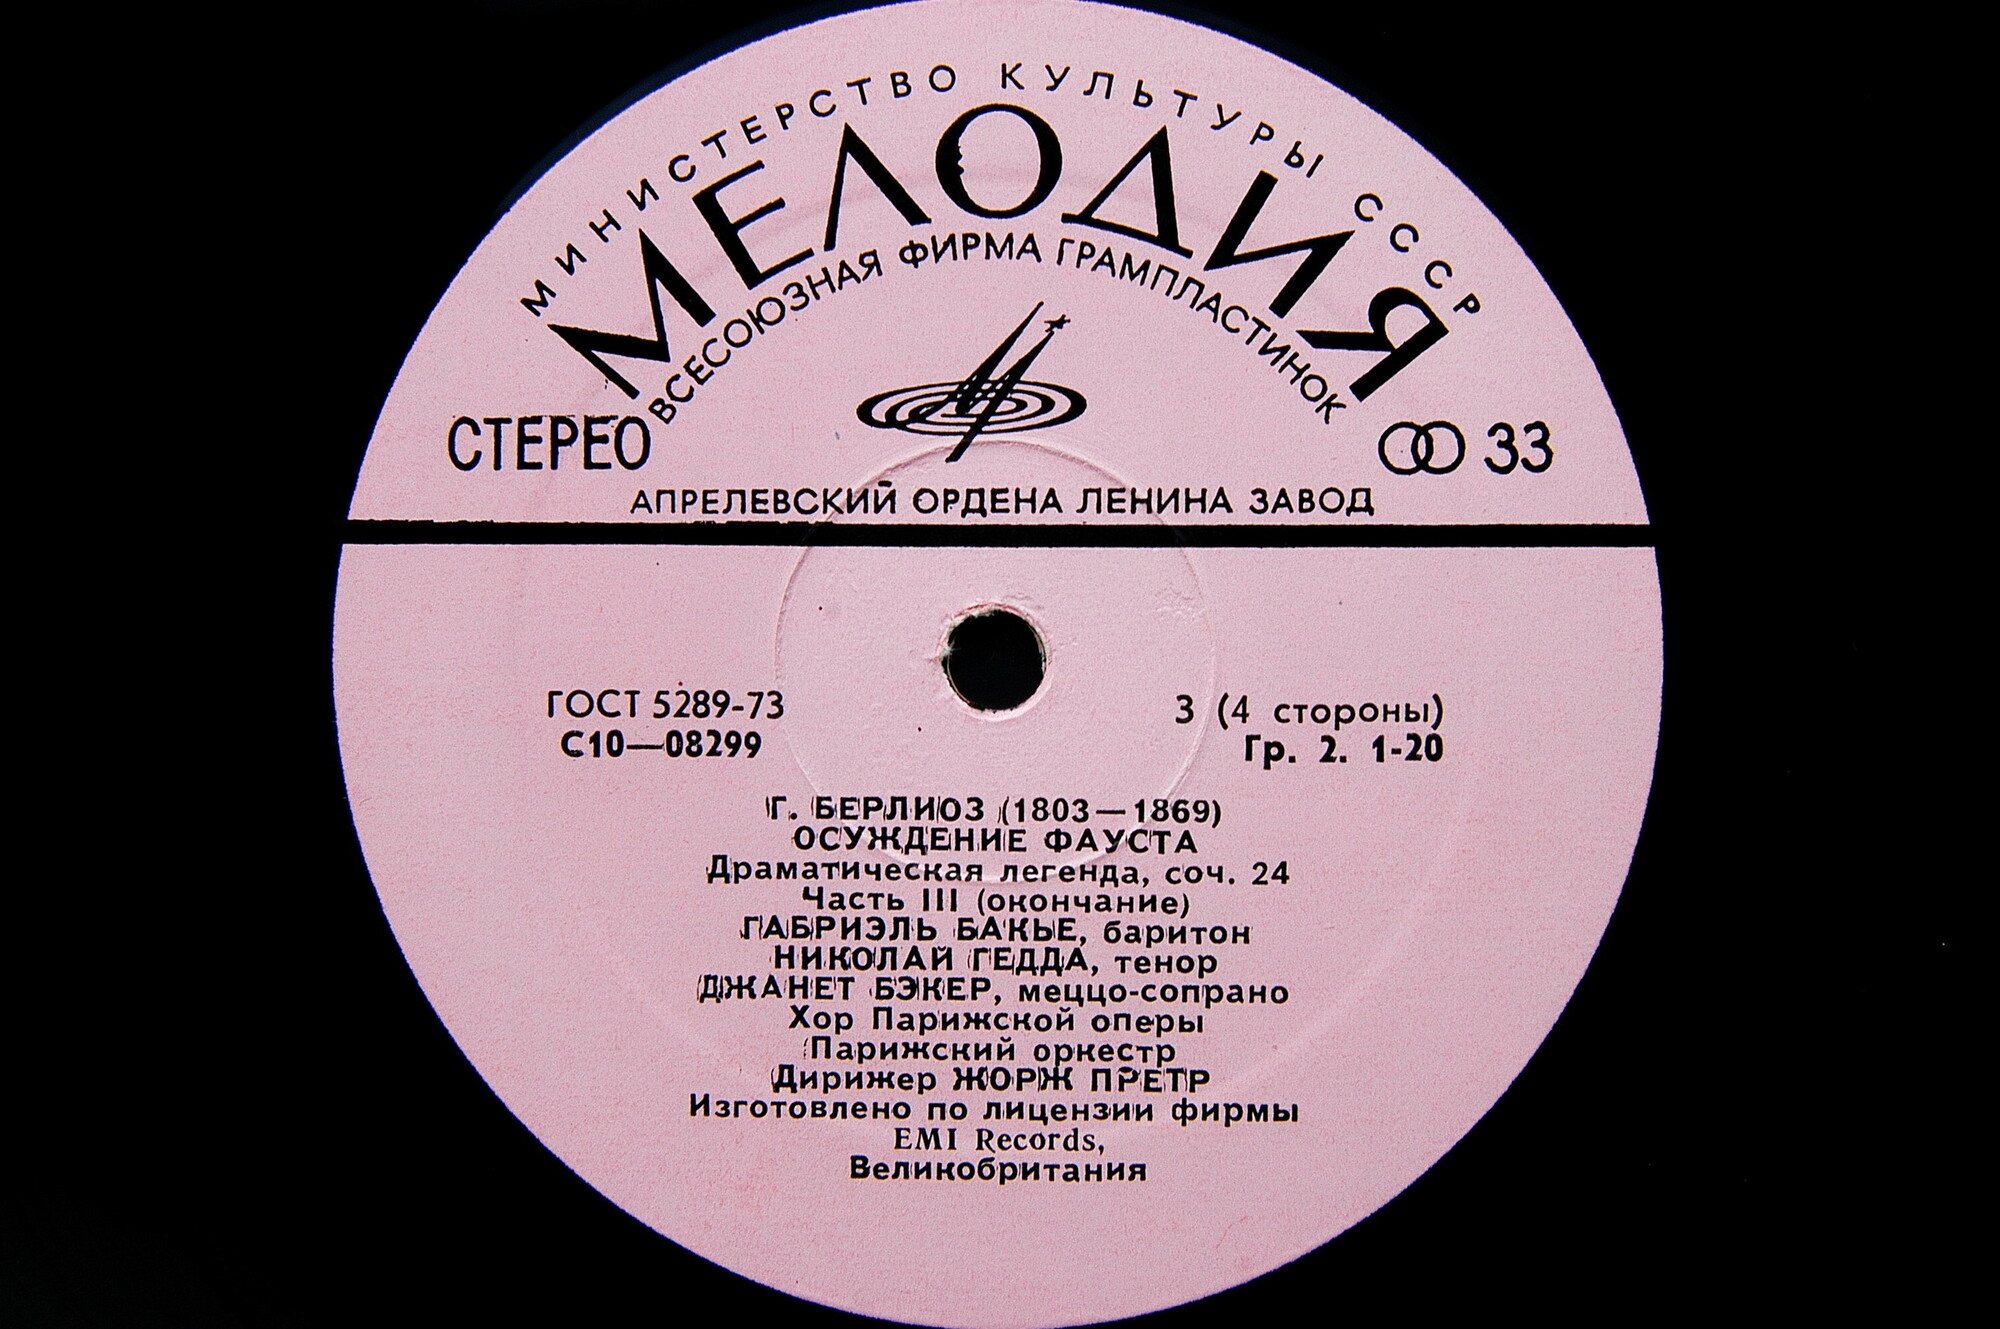 МИНИСТЕРСТВО КУЛЬТУРЫ СССР
МЕЛОДИЯ
ВСЕСОЮЗНАЯ ФИРМА ГРАМПЛАСТИНОК
СТЕРЕО
33
АПРЕЛЕВСКИЙ ОРДЕНА ЛЕНИНА ЗАВОД
ГОСТ 5289-73
С10—08299
3 (4 стороны)
Гр. 2. 1-20
Г. БЕРЛИОЗ (1803—1869)
ОСУЖДЕНИЕ ФАУСТА
Драматическая легенда, соч. 24
Часть III (окончание)
ГАБРИЭЛЬ БАКЬЕ, баритон
НИКОЛАЙ ГЕДДА, тенор
ДЖАНЕТ БЭКЕР, меццо-сопрано
Хор Парижской оперы
Парижский оркестр
Дирижер ЖОРЖ ПРЕТР
Изготовлено по лицензии фирмы
EMI Records,
Великобритания